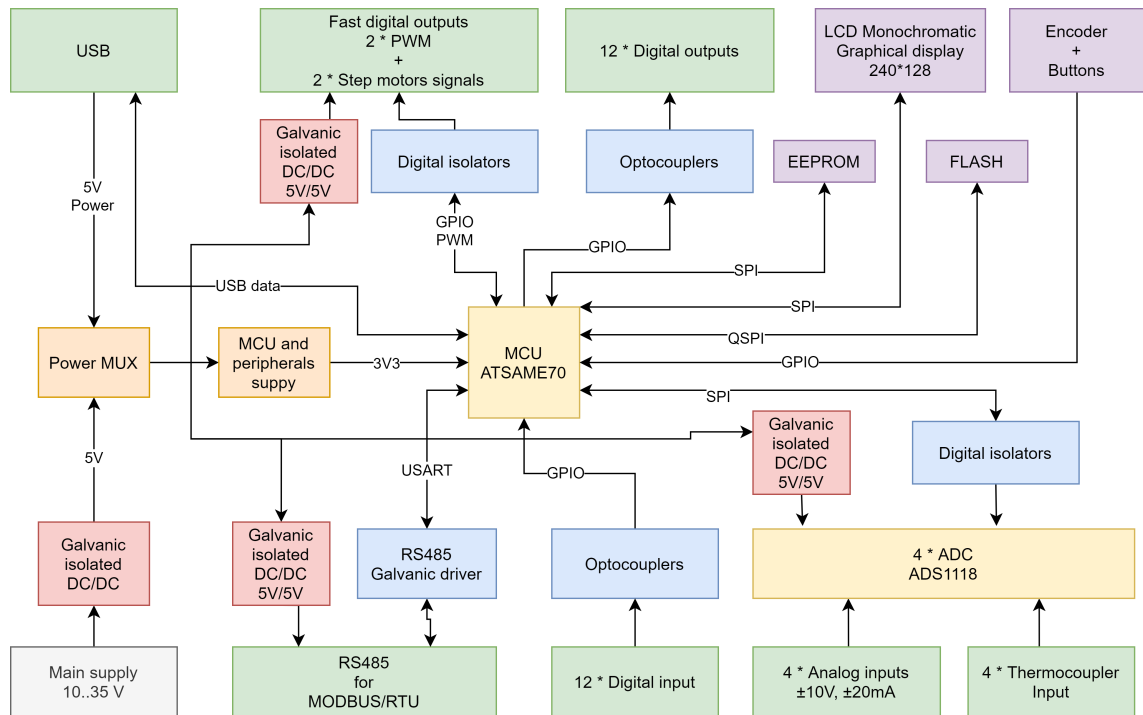 USB
Fast digital outputs
2 * PWM
+
2 * Step motors signals
12 * Digital outputs
LCD Monochromatic
Graphical display
240*128
Encoder
+
Buttons
Galvanic
isolated
DC/DC
5V/5V
Digital isolators
Optocouplers
EEPROM
FLASH
5V
Power
GPIO
PWM
GPIO
SPI
USB data
SPI
Power MUX
MCU and
peripherals
suppy
3V3
MCU
ATSAME70
QSPI
GPIO
SPI
5V
USART
GPIO
Galvanic
isolated
DC/DC
5V/5V
Digital isolators
Galvanic
isolated
DC/DC
Galvanic
isolated
DC/DC
5V/5V
RS485
Galvanic driver
Optocouplers
4 * ADC
ADS1118
Main supply
10..35 V
RS485
for
MODBUS/RTU
12 * Digital input
4 * Analog inputs
±10V, ±20mA
4 * Thermocoupler
Input